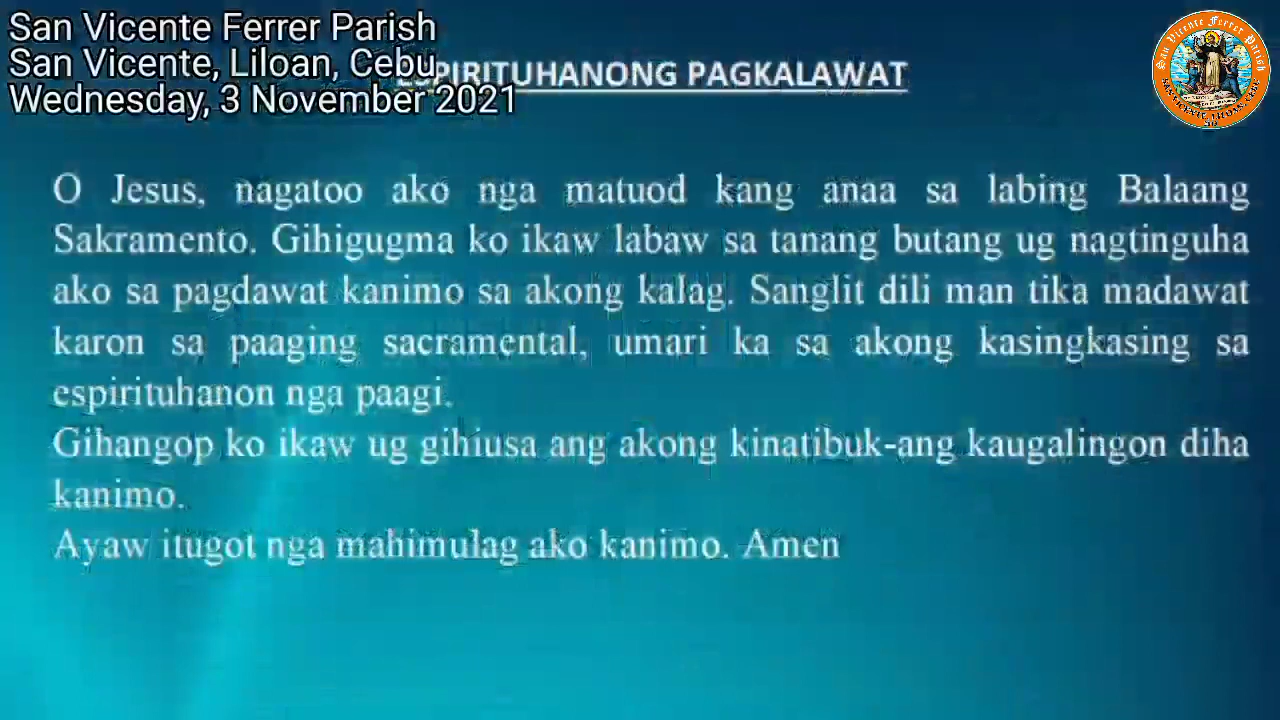 San Vicente Ferrer Parish
San Vicente, Liloan, Cebu
Wednesday, 3 November 2021
ESPIRITUHANONG PAGKALAWAT
San Vicente Ferrer Parish
O Jesus, nagatoo ako nga matuod kang anaa sa labing Balaang
Sakramento. Gihigugma ko ikaw labaw sa tanang butang ug nagtinguha
ako sa pagdawat kanimo sa akong kalag. Sanglit dili man tika madawat
karon sa paaging sacramental, umari ka sa akong kasingkasing sa
espirituhanon nga paagi.
Gihangop ko ikaw ug gihiusa ang akong kinatibuk-ang kaugalingon diha
kanimo.
Ayaw itugot nga mahimulag ako kanimo. Amen